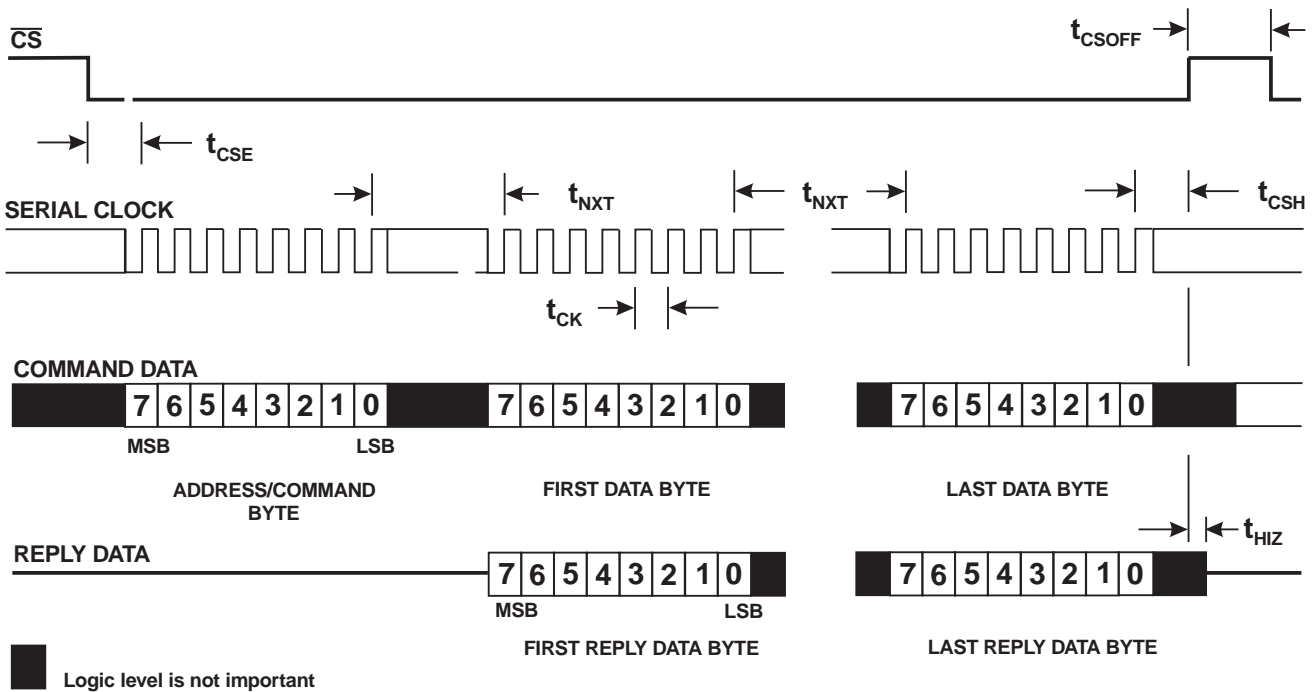 CS
tCSOFF
tCSE
tNXT
tNXT
tCSH
SERIAL CLOCK
tCK
COMMAND DATA
7 6 5 4 3 2 1 0
7 6 5 4 3 2 1 0
7 6 5 4 3 2 1 0
MSB
LSB
ADDRESS/COMMAND
BYTE
FIRST DATA BYTE
LAST DATA BYTE
REPLY DATA
tHIZ
7 6 5 4 3 2 1 0
7 6 5 4 3 2 1 0
MSB
LSB
FIRST REPLY DATA BYTE
LAST REPLY DATA BYTE
Logic level is not important